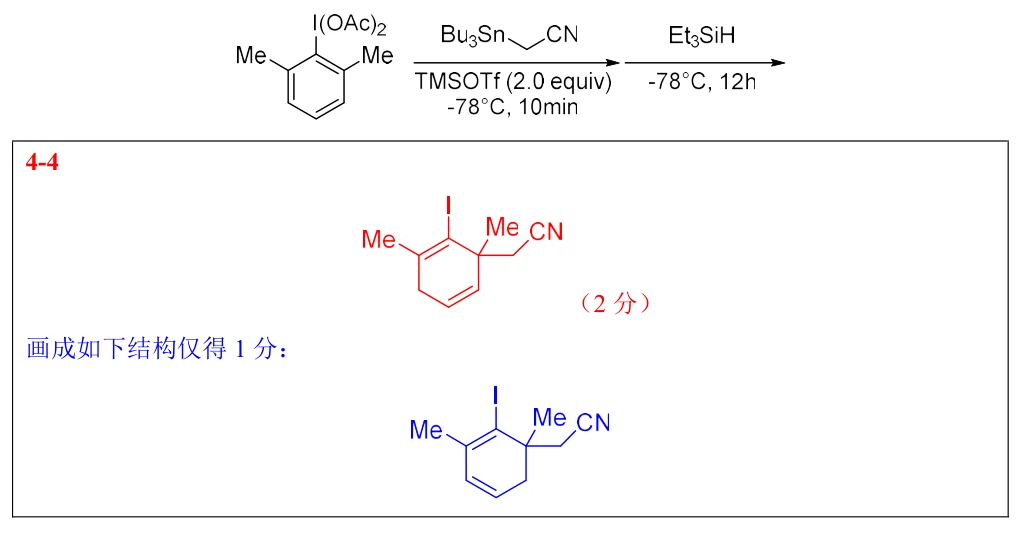 I(OAc)2
Me Me
Bu3Sn CN
TMSOTf (2.0 equiv)
-78°C, 10min
Et3SiH
-78°C, 12h
4-4
I
Me Me CN
（2 分）
画成如下结构仅得 1 分：
I
Me Me CN